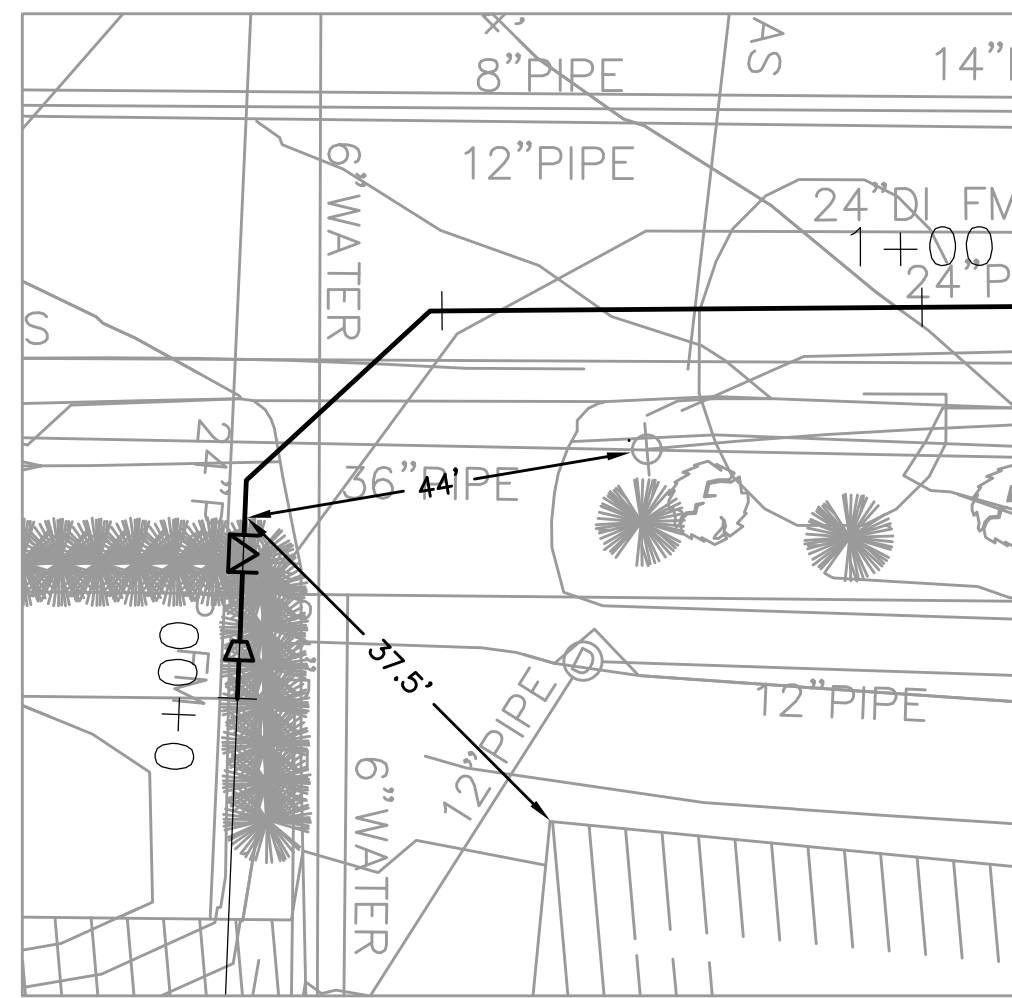 AS
14"
8"PIPE
12"PIPE
6"WATER
24"DI FM
1+00
24"P
S
36"PIPE
44'
24"
FM
0+00
37.5'
12"PIPE
12"PIPE
D
6"WATER